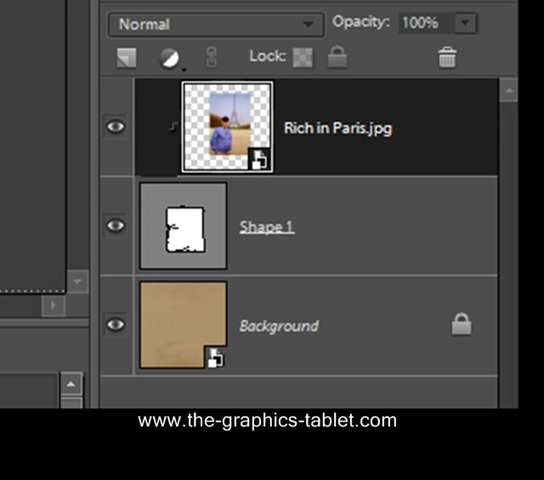 Normal
Opacity: 100%
Lock:
Rich in Paris.jpg
Shape 1
Background
www.the-graphics-tablet.com